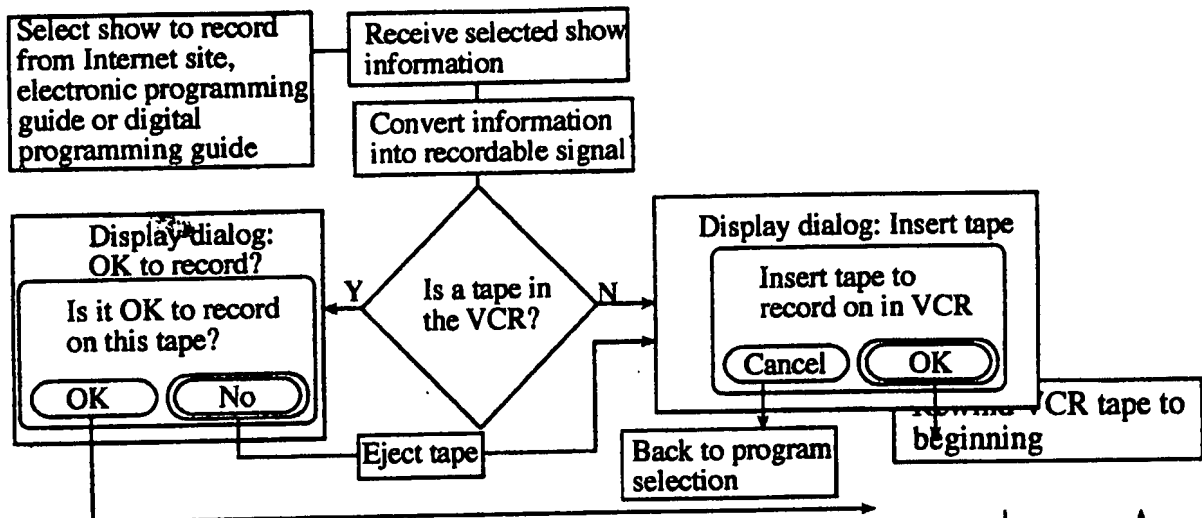 Select show to record
from Internet site,
electronic programming
guide or digital
programming guide
Receive selected show
information
Convert information
into recordable signal
Is a tape in
the VCR?
Y
N
Display dialog:
OK to record?
Is it OK to record
on this tape?
OK
No
Eject tape
Display dialog: Insert tape
Insert tape to
record on in VCR
Cancel
OK
Back to program
selection
VCR tape to
beginning